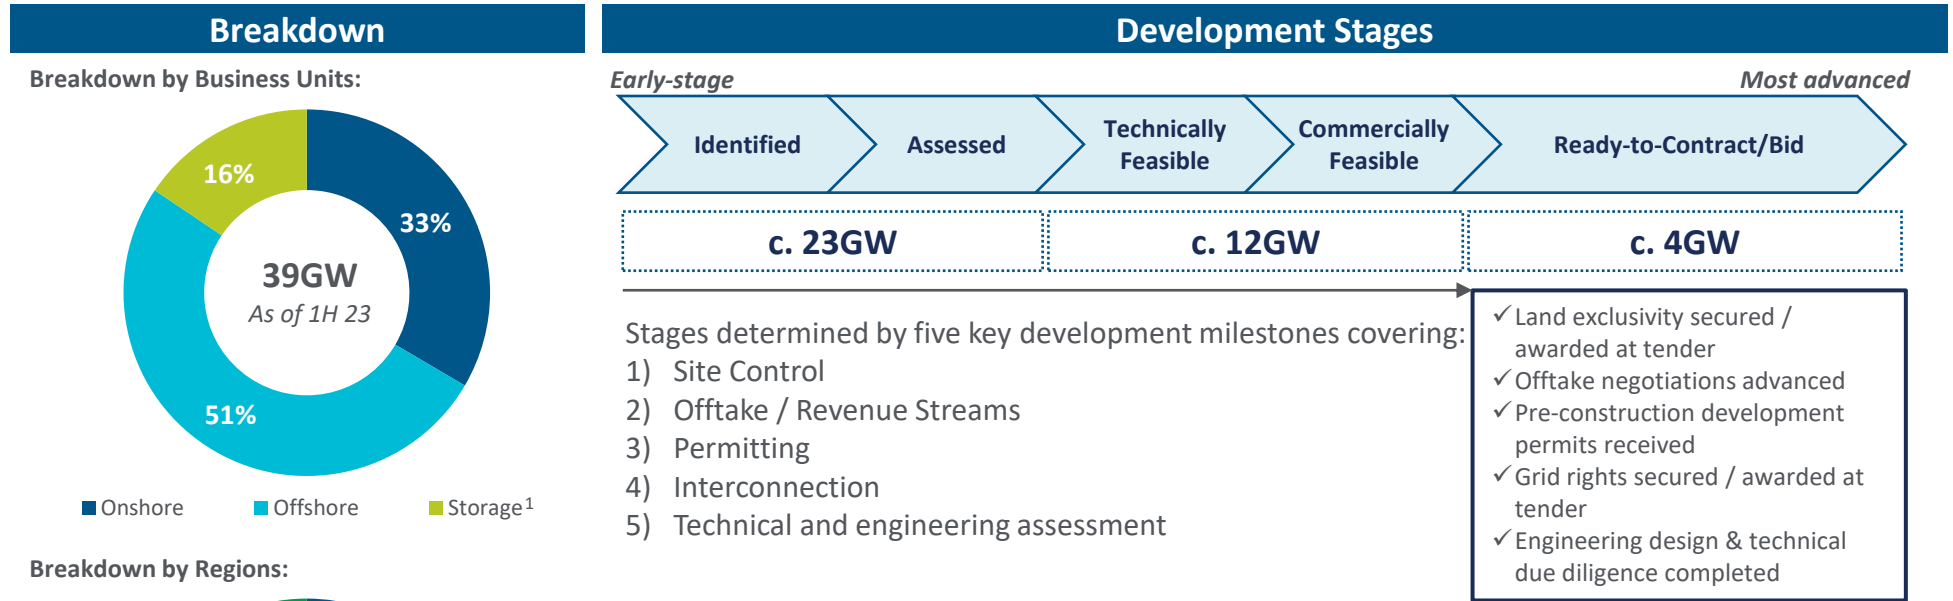 Breakdown
Breakdown by Business Units:
16%
33%
39GW
As of 1H 23
51%
Onshore
Offshore
Storage1
Breakdown by Regions:
Development Stages
Early-stage
Most advanced
Identified
Assessed
Technically
Feasible
Commercially
Feasible
Ready-to-Contract/Bid
c. 23GW
c. 12GW
c. 4GW
Stages determined by five key development milestones covering:
1) Site Control
2) Offtake / Revenue Streams
3) Permitting
4) Interconnection
5) Technical and engineering assessment
✓Land exclusivity secured /
awarded at tender
✓Offtake negotiations advanced
✓Pre-construction development
permits received
✓Grid rights secured / awarded at
tender
✓Engineering design & technical
due diligence completed